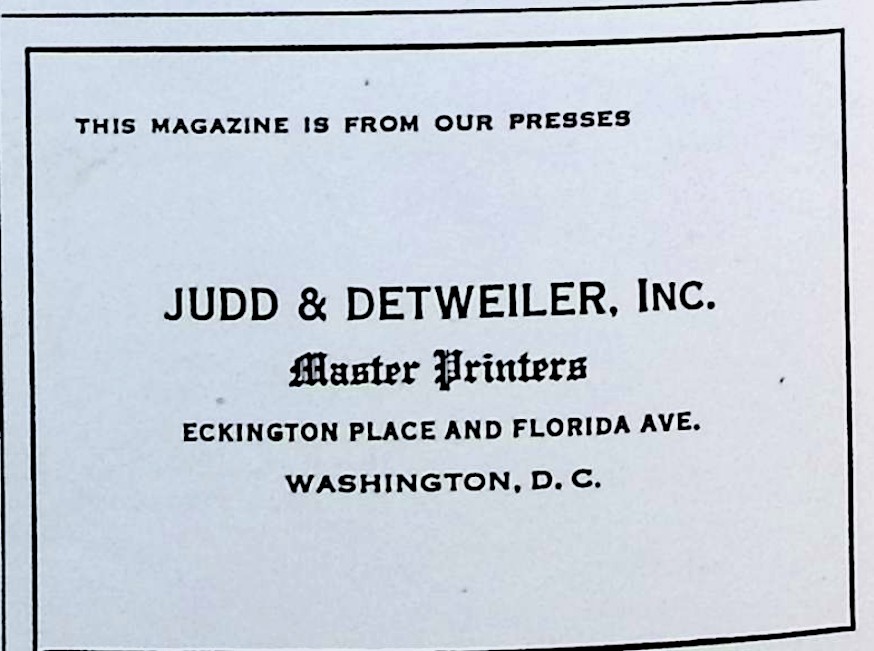 THIS MAGAZINE IS FROM OUR PRESSES
JUDD & DETWEILER, INC.
Master Printers
ECKINGTON PLACE AND FLORIDA AVE.
WASHINGTON, D. C.